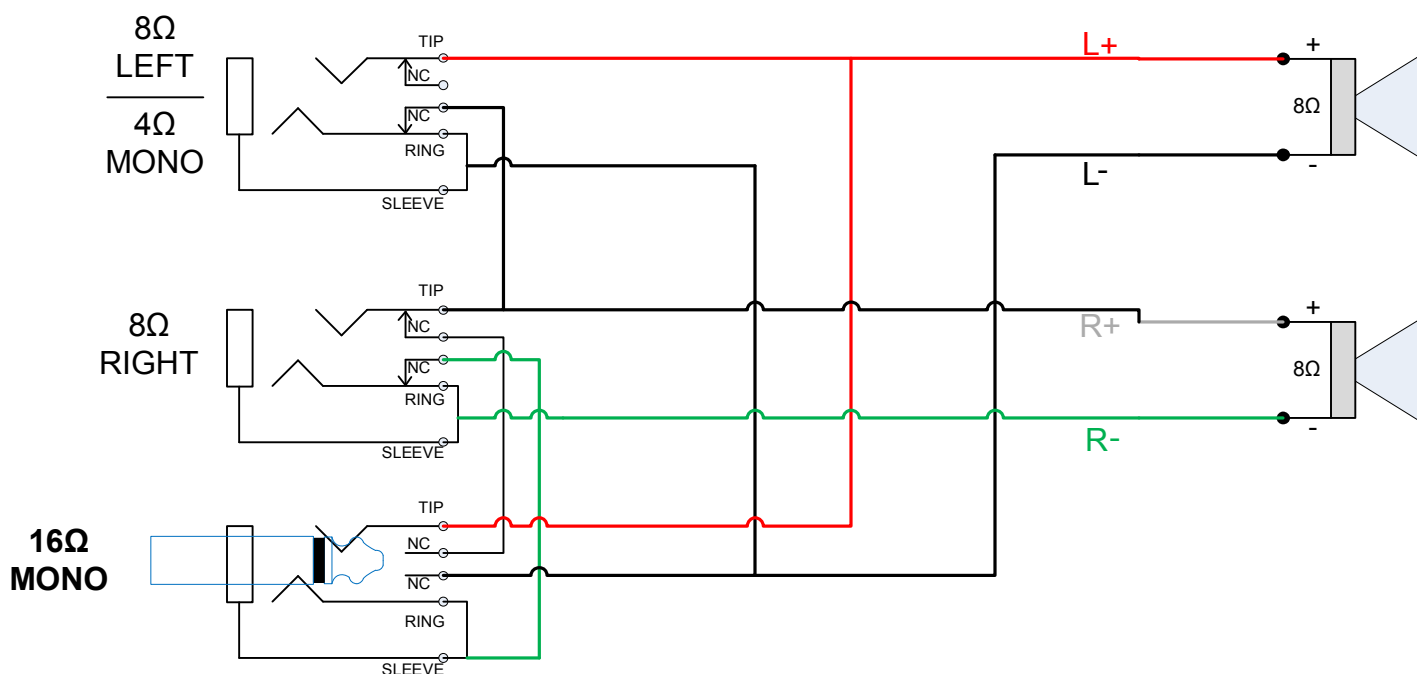 8Ω
LEFT
4Ω
MONO
TIP
NC
NC
RING
SLEEVE
L+
L-
+
8Ω
-
8Ω
RIGHT
TIP
NC
NC
RING
SLEEVE
R+
R-
+
8Ω
-
16Ω
MONO
TIP
NC
NC
RING
SLEEVE